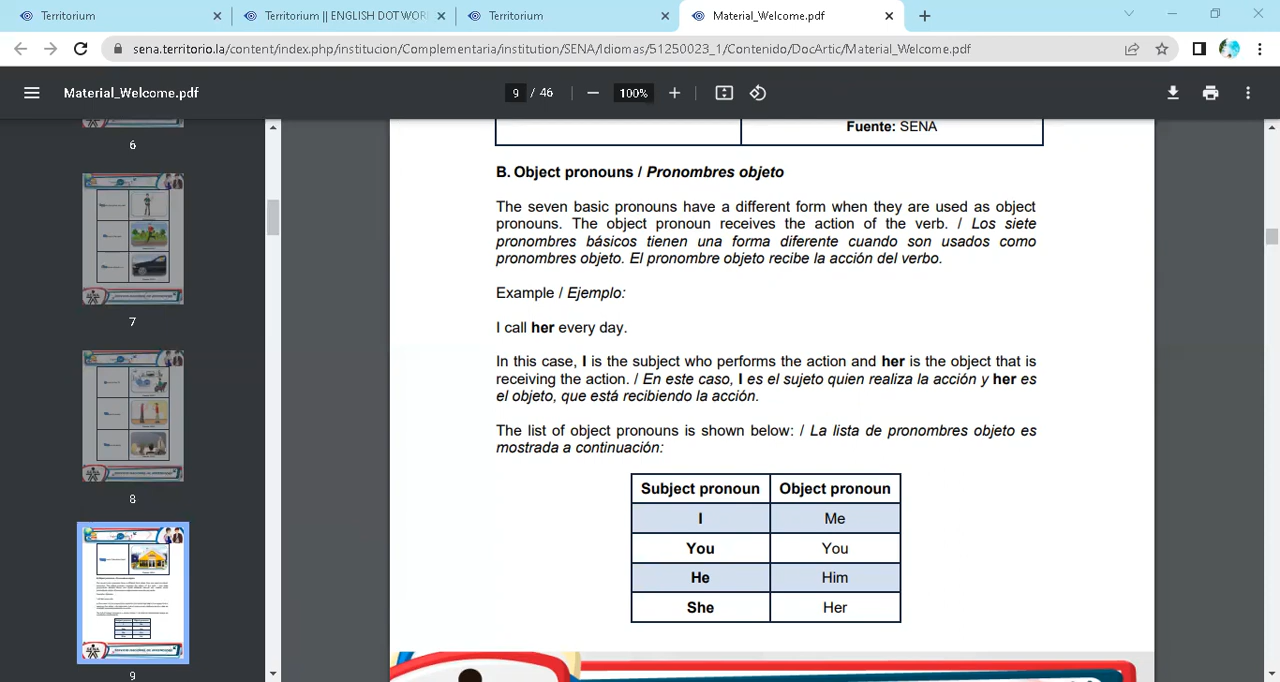 Territorium
Territorium || ENGLISH DOT WOR
Territorium
Material_Welcome.pdf
sena.territorio.la/content/index.php/institucion/Complementaria/institution/SENA/Idiomas/51250023_1/Contenido/DocArtic/Material_Welcome.pdf
Material_Welcome.pdf
9 / 46
100%
6
7
8
9
Fuente: SENA
B. Object pronouns / Pronombres objeto
The seven basic pronouns have a different form when they are used as object
pronouns. The object pronoun receives the action of the verb. / Los siete
pronombres básicos tienen una forma diferente cuando son usados como
pronombres objeto. El pronombre objeto recibe la acción del verbo.
Example / Ejemplo:
I call her every day.
In this case, I is the subject who performs the action and her is the object that is
receiving the action. / En este caso, I es el sujeto quien realiza la acción y her es
el objeto, que está recibiendo la acción.
The list of object pronouns is shown below: / La lista de pronombres objeto es
mostrada a continuación:
Subject pronoun Object pronoun
I Me
You You
He Him
She Her